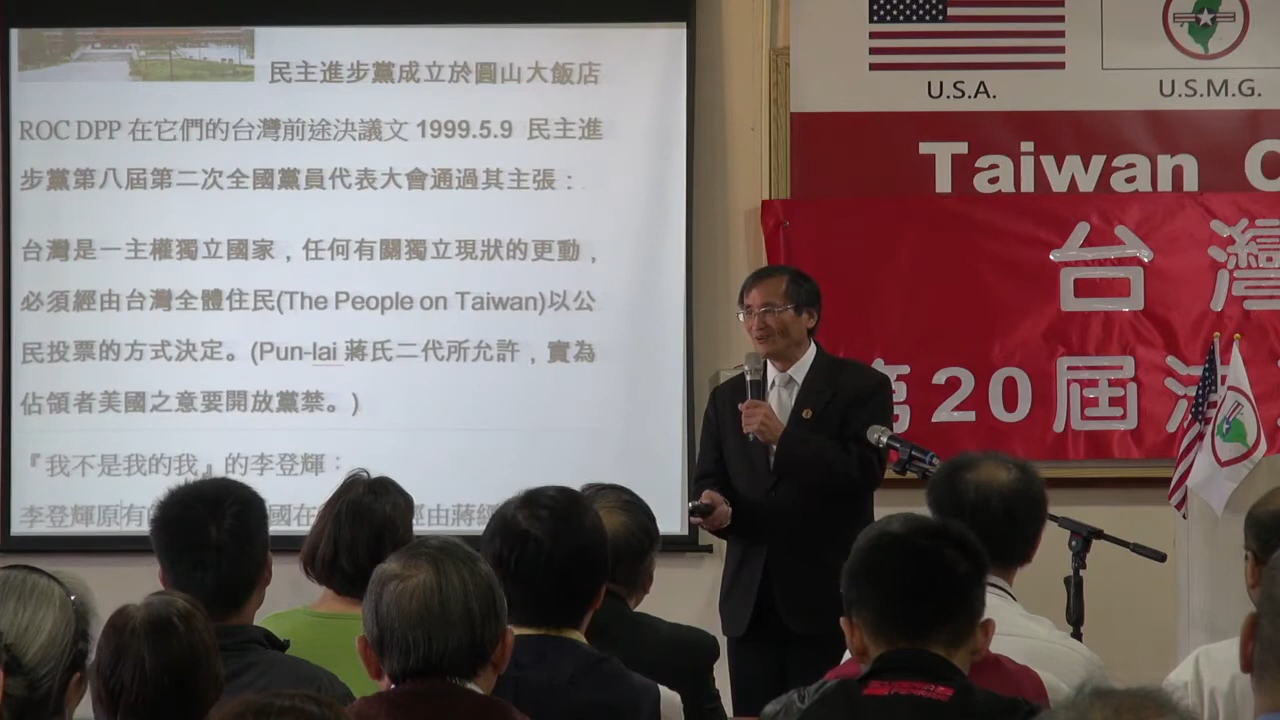 民主進步黨成立於圓山大飯店
ROC DPP 在它們的台灣前途決議文 1999.5.9 民主進
步黨第八屆第二次全國黨員代表大會通過其主張：
台灣是一主權獨立國家，任何有關獨立現狀的更動，
必須經由台灣全體住民(The People on Taiwan)以公
民投票的方式決定。(Pun-lai 蔣氏二代所允許，實為
佔領者美國之意要開放黨禁。)
『我不是我的我』的李登輝：
李登輝原有的
國在
經由蔣
U.S.A.
U.S.M.G.
Taiwan C
台灣
第20屆